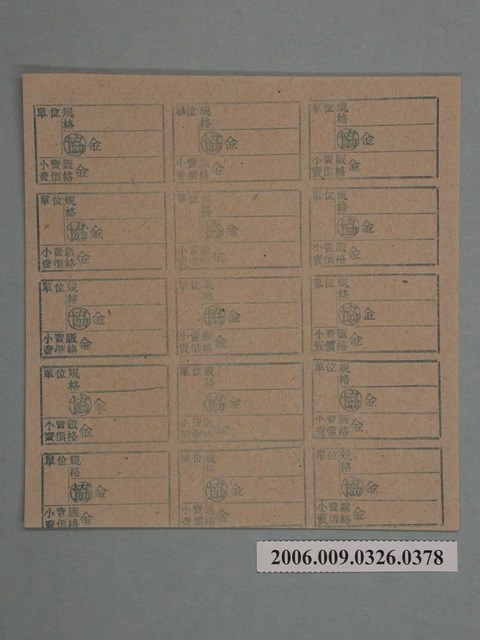 單位 規格
協 金
小賣販賣價格 金
單位 規格
協 金
小賣販賣價格 金
單位 規格
協 金
小賣販賣價格 金
單位 規格
協 金
小賣販賣價格 金
單位 規格
協 金
小賣販賣價格 金
單位 規格
協 金
小賣販賣價格 金
單位 規格
協 金
小賣販賣價格 金
單位 規格
協 金
小賣販賣價格 金
單位 規格
協 金
小賣販賣價格 金
單位 規格
協 金
小賣販賣價格 金
單位 規格
協 金
小賣販賣價格 金
單位 規格
協 金
小賣販賣價格 金
單位 規格
協 金
小賣販賣價格 金
單位 規格
協 金
小賣販賣價格 金
單位 規格
協 金
小賣販賣價格 金
2006.009.0326.0378